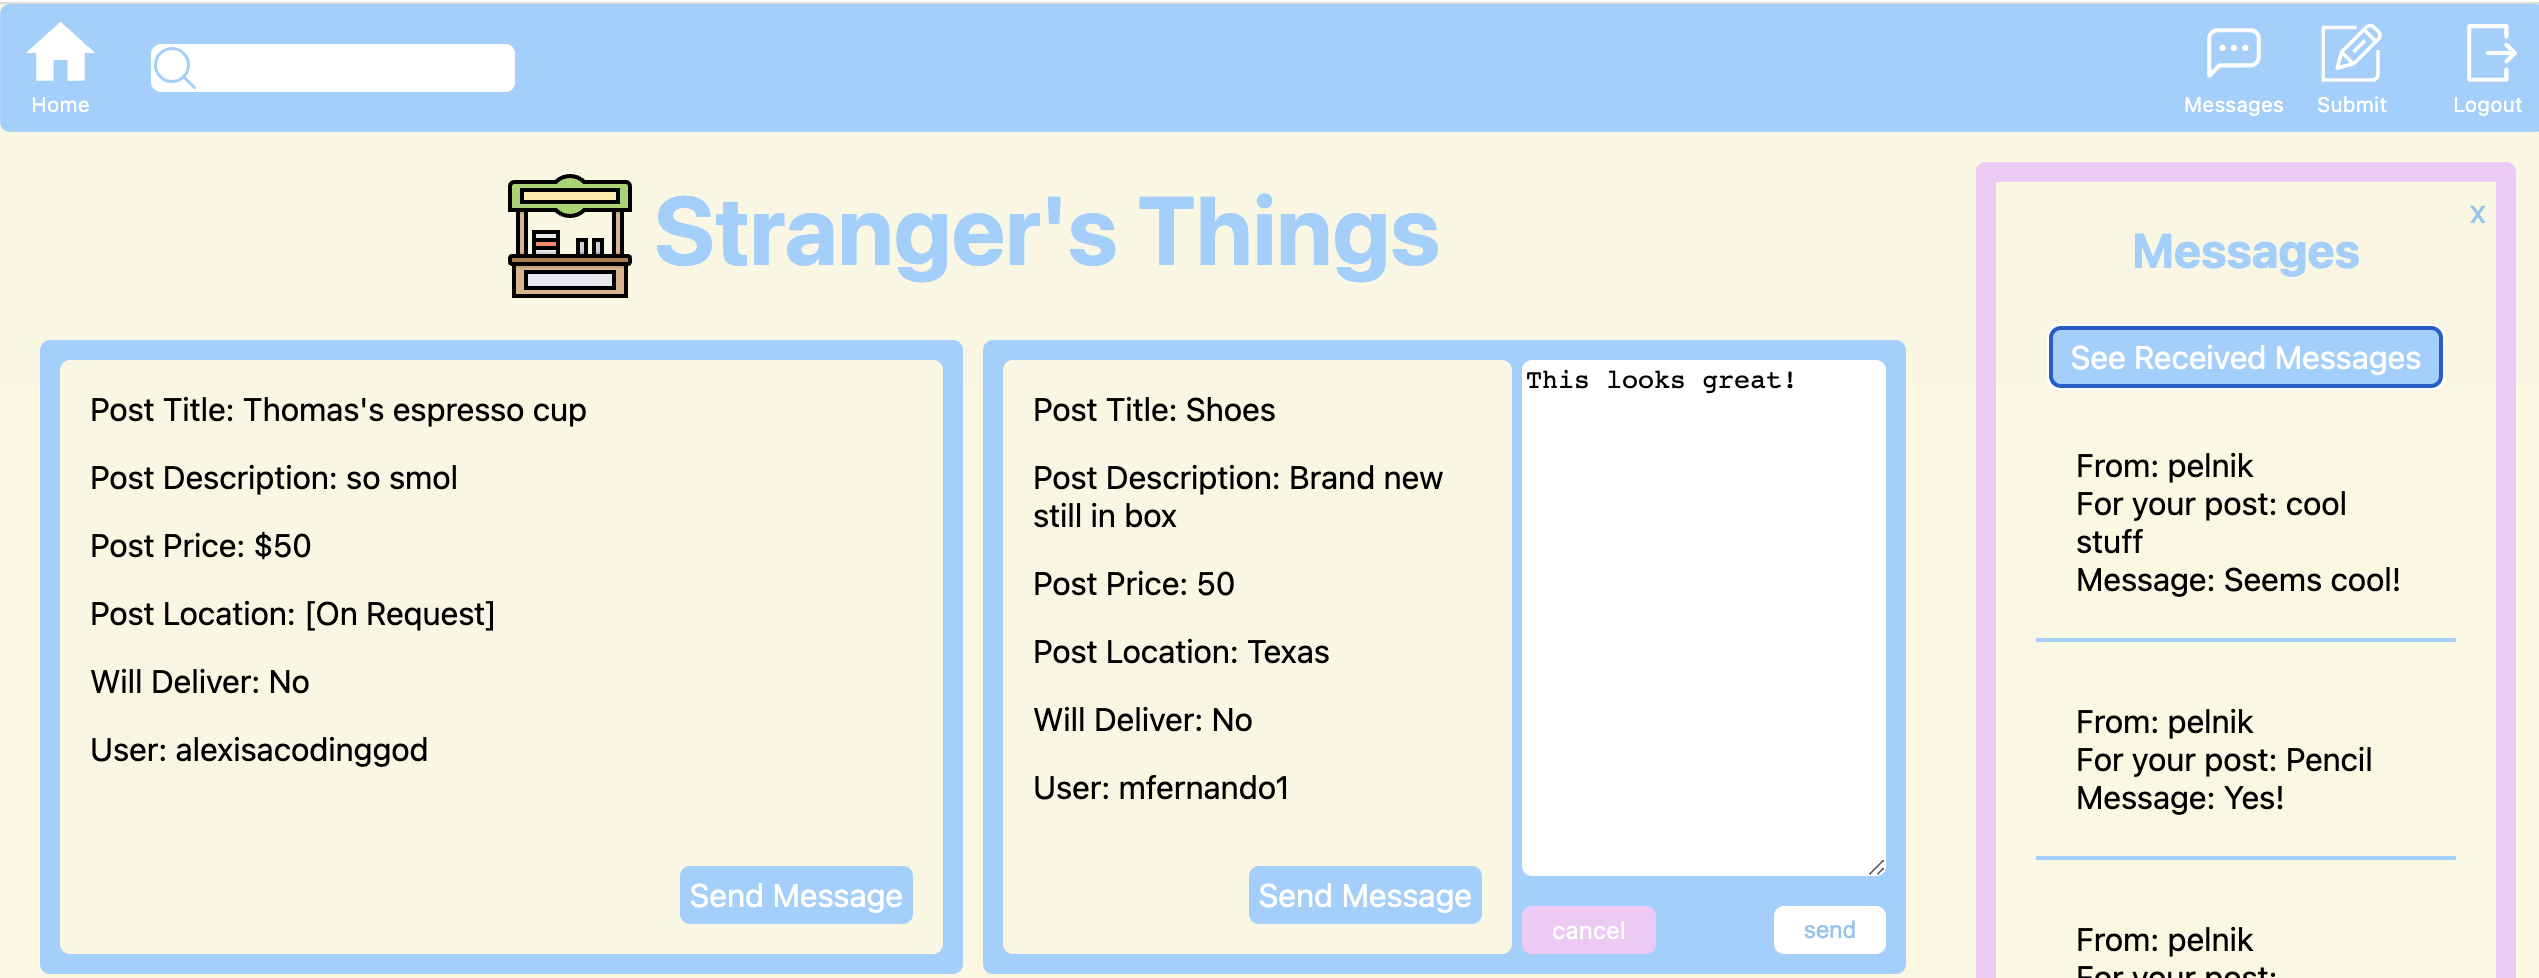 Home
Messages
Submit
Logout
Stranger's Things
Post Title: Thomas's espresso cup
Post Description: so smol
Post Price: $50
Post Location: [On Request]
Will Deliver: No
User: alexisacodinggod
Send Message
Post Title: Shoes
Post Description: Brand new
still in box
Post Price: 50
Post Location: Texas
Will Deliver: No
User: mfernando1
Send Message
This looks great!
cancel
send
x
Messages
See Received Messages
From: pelnik
For your post: cool
stuff
Message: Seems cool!
From: pelnik
For your post: Pencil
Message: Yes!
From: pelnik
For your post: